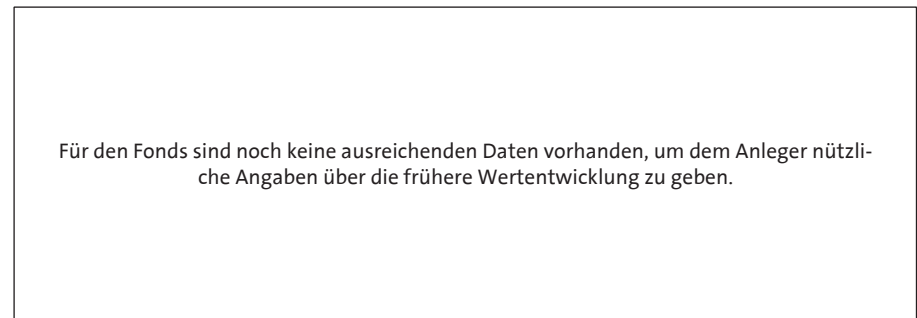 Für den Fonds sind noch keine ausreichenden Daten vorhanden, um dem Anleger nützli-
che Angaben über die frühere Wertentwicklung zu geben.